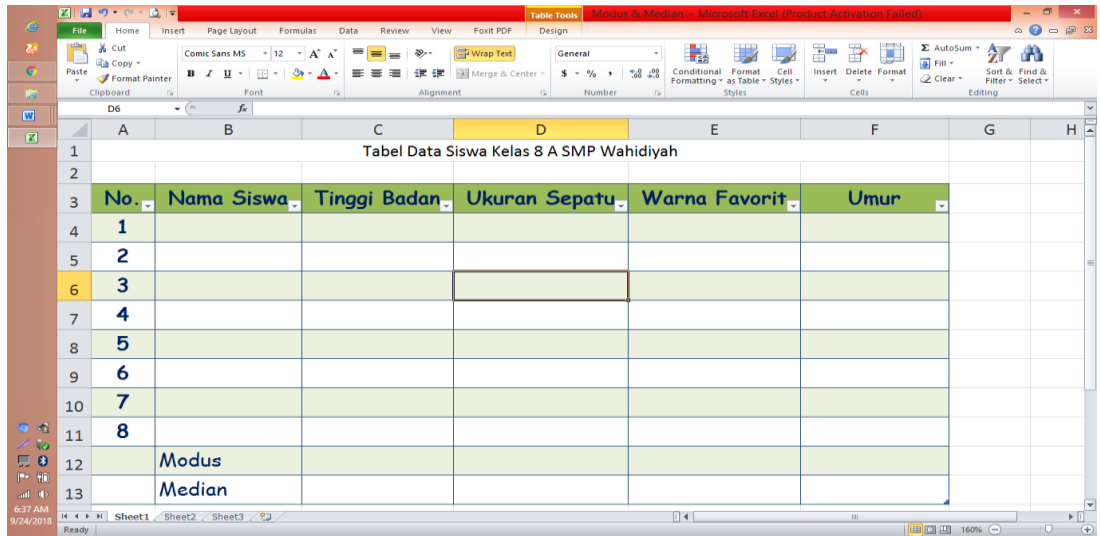 Table Tools Modus & Median - Microsoft Excel (Product Activation Failed)
File Home Insert Page Layout Formulas Data Review View Foxit PDF Design
Paste Cut Copy Format Painter
Comic Sans MS 12 A A
B I U A
Wrap Text
Merge & Center
General
$ % , .0 .00 .00 .0
Conditional Formatting Format as Table Cell Styles
Insert Delete Format
Σ AutoSum Fill Clear
Sort & Filter Find & Select
Clipboard Font Alignment Number Styles Cells Editing
D6 fx
A B C D E F G H
1 Tabel Data Siswa Kelas 8 A SMP Wahidiyah
2
3 No. Nama Siswa Tinggi Badan Ukuran Sepatu Warna Favorit Umur
4 1
5 2
6 3
7 4
8 5
9 6
10 7
11 8
12 Modus
13 Median
Sheet1 Sheet2 Sheet3
Ready 160%
6:37 AM
9/24/2018